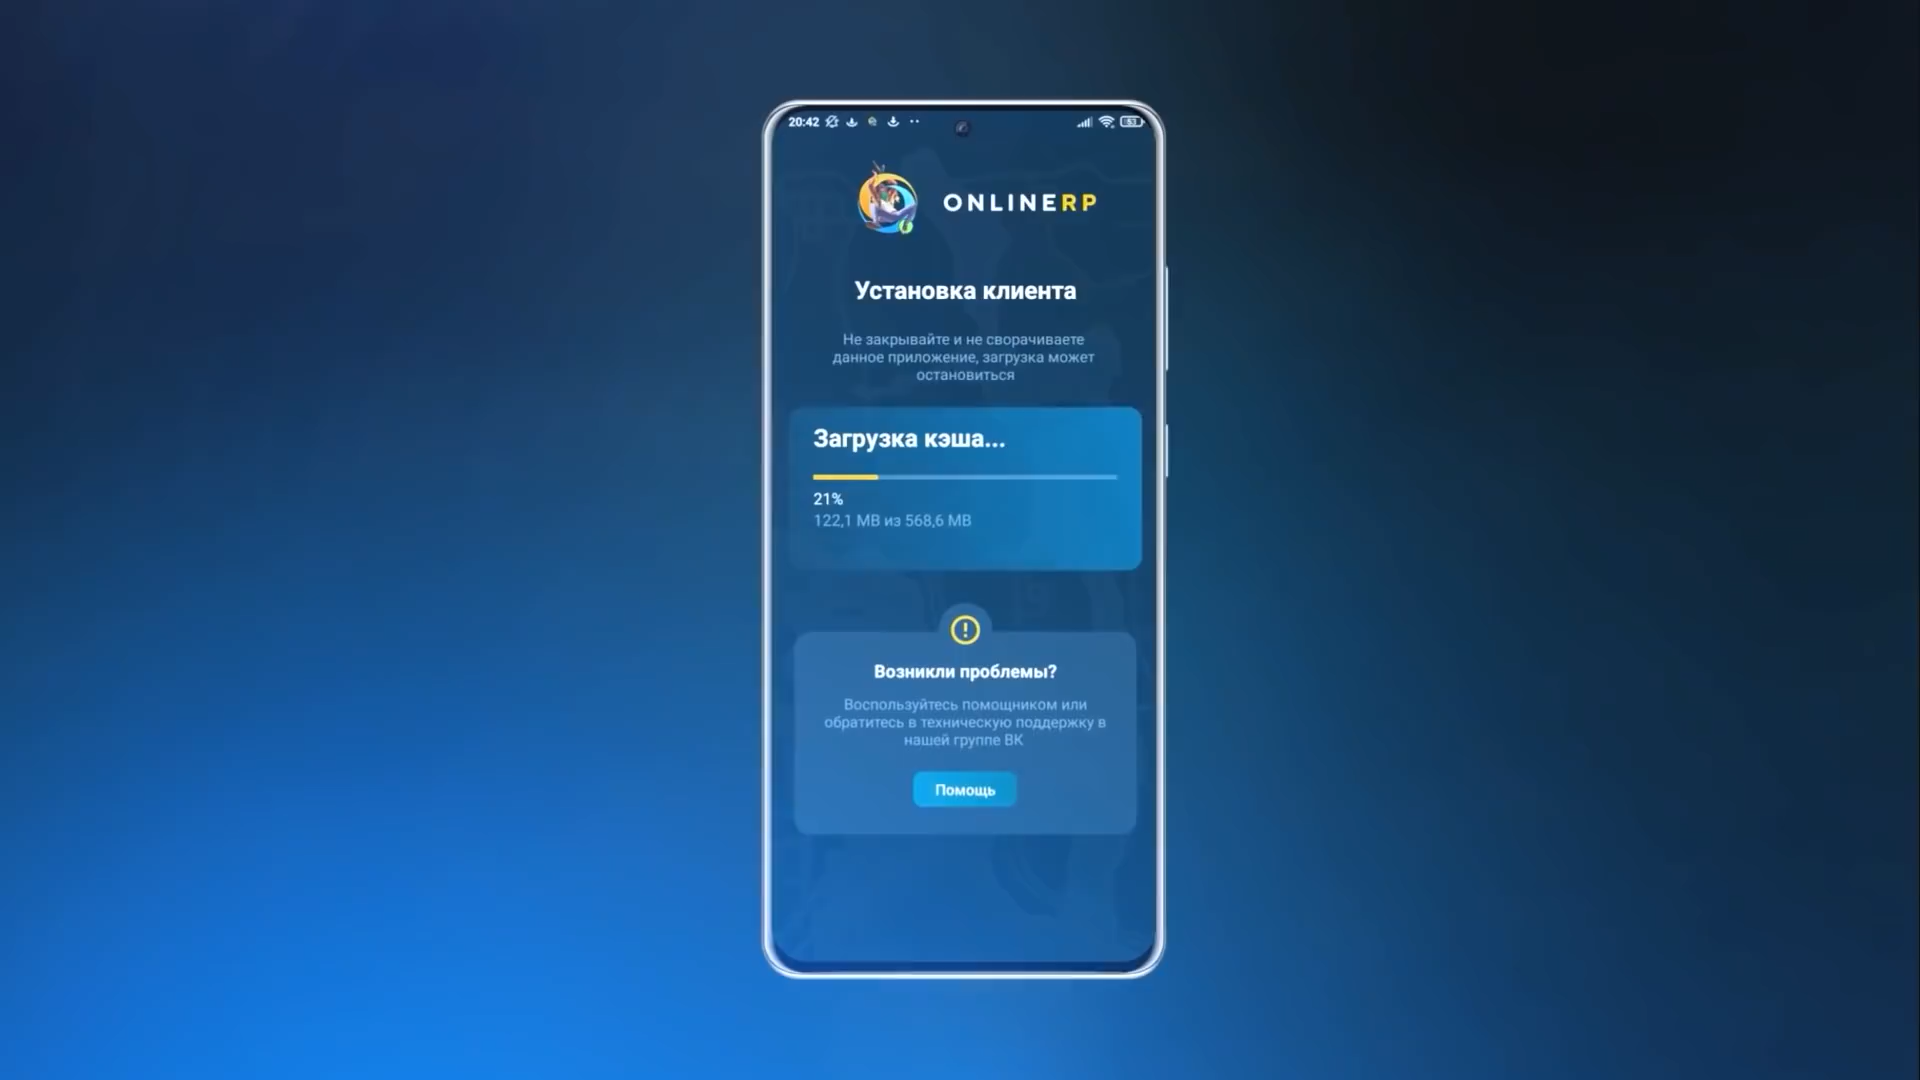 20:42
53
ONLINERP
Установка клиента
Не закрывайте и не сворачиваете
данное приложение, загрузка может
остановиться
Загрузка кэша...
21%
122,1 MB из 568,6 MB
Возникли проблемы?
Воспользуйтесь помощником или
обратитесь в техническую поддержку в
нашей группе ВК
Помощь